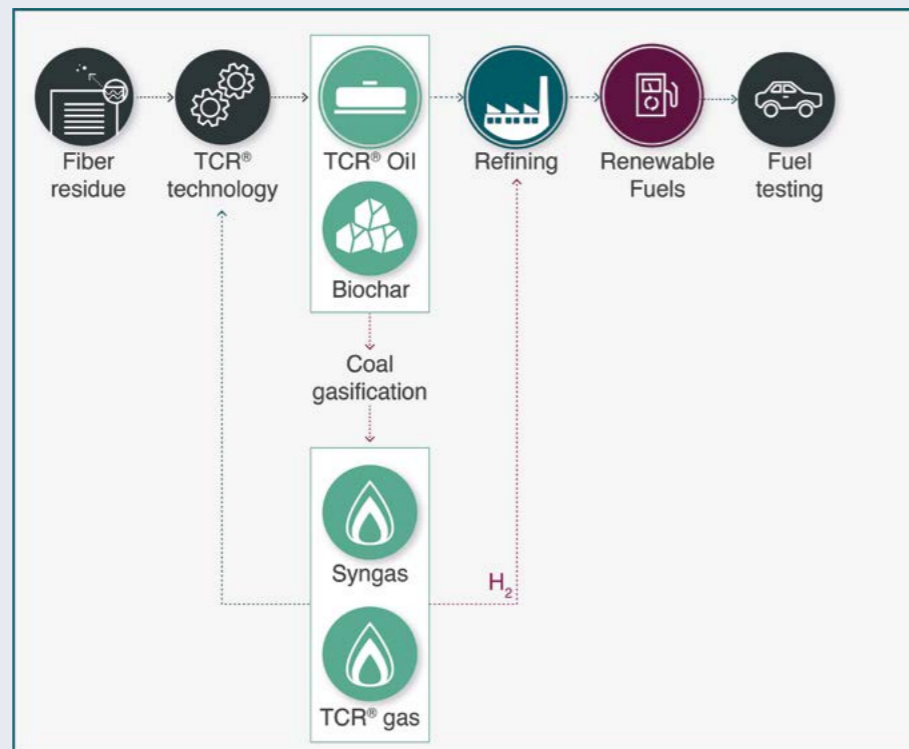 Fiber
residue
TCR® 
technology
TCR® Oil
Refining
Renewable
Fuels
Fuel
testing
Biochar
Coal
gasification
Syngas
H₂
TCR® gas